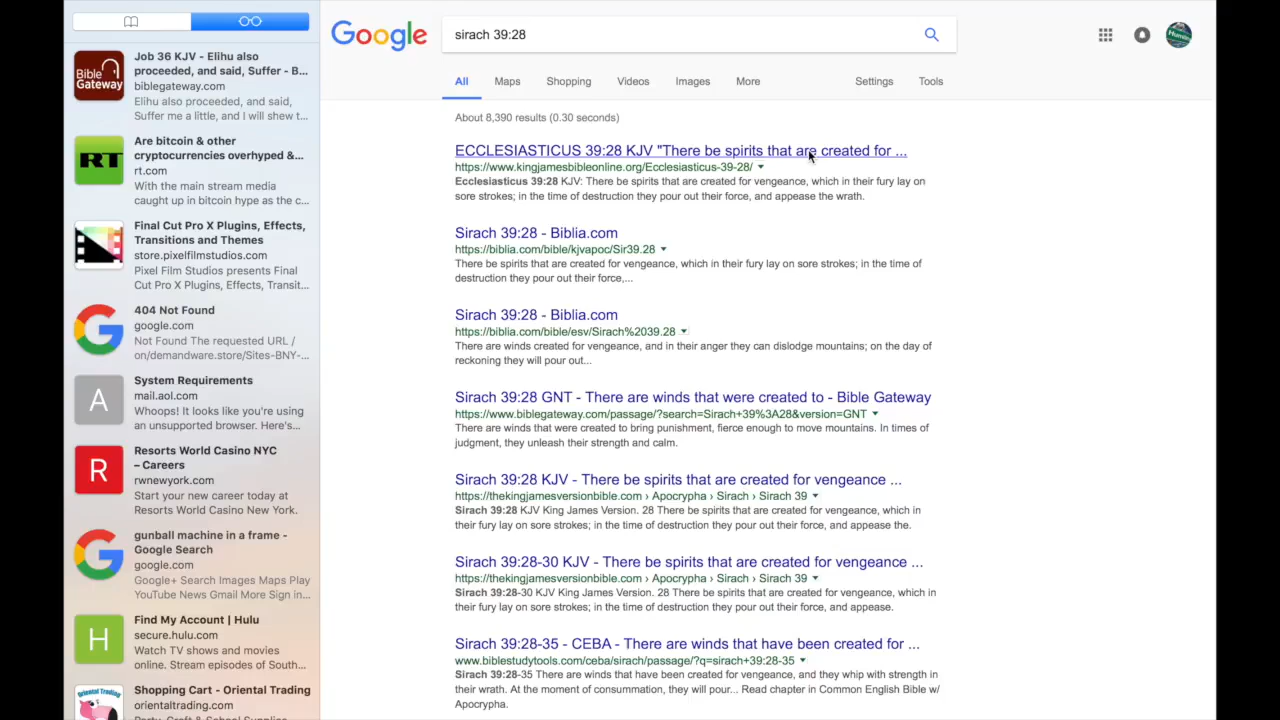 Job 36 KJV - Elihu also
proceeded, and said, Suffer - B...
biblegateway.com
Elihu also proceeded, and said,
Suffer me a little, and I will shew t...
Bible
Gateway
Are bitcoin & other
cryptocurrencies overhyped &...
rt.com
With the main stream media
caught up in bitcoin hype as the c...
RT
Final Cut Pro X Plugins, Effects,
Transitions and Themes
store.pixelfilmstudios.com
Pixel Film Studios presents Final
Cut Pro X Plugins, Effects, Transit...
404 Not Found
google.com
Not Found The requested URL /
on/demandware.store/Sites-BNY-...
G
System Requirements
mail.aol.com
Whoops! It looks like you're using
an unsupported browser. Here's...
A
Resorts World Casino NYC
– Careers
rwnewyork.com
Start your new career today at
Resorts World Casino New York.
R
gunball machine in a frame -
Google Search
google.com
Google+ Search Images Maps Play
YouTube News Gmail More Sign in...
G
Find My Account | Hulu
secure.hulu.com
Watch TV shows and movies
online. Stream episodes of South...
H
Shopping Cart - Oriental Trading
orientaltrading.com
Party, Craft & School Supplies
Oriental Trading
Google
sirach 39:28
All Maps Shopping Videos Images More Settings Tools
About 8,390 results (0.30 seconds)
ECCLESIASTICUS 39:28 KJV "There be spirits that are created for ...
https://www.kingjamesbibleonline.org/Ecclesiasticus-39-28/
Ecclesiasticus 39:28 KJV: There be spirits that are created for vengeance, which in their fury lay on
sore strokes; in the time of destruction they pour out their force, and appease the wrath.
Sirach 39:28 - Biblia.com
https://biblia.com/bible/kjvapoc/Sir39.28
There be spirits that are created for vengeance, which in their fury lay on sore strokes; in the time of
destruction they pour out their force,...
Sirach 39:28 - Biblia.com
https://biblia.com/bible/esv/Sirach%2039.28
There are winds created for vengeance, and in their anger they can dislodge mountains; on the day of
reckoning they will pour out...
Sirach 39:28 GNT - There are winds that were created to - Bible Gateway
https://www.biblegateway.com/passage/?search=Sirach+39%3A28&version=GNT
There are winds that were created to bring punishment, fierce enough to move mountains. In times of
judgment, they unleash their strength and calm.
Sirach 39:28 KJV - There be spirits that are created for vengeance ...
https://thekingjamesversionbible.com › Apocrypha › Sirach › Sirach 39
Sirach 39:28 KJV King James Version. 28 There be spirits that are created for vengeance, which in
their fury lay on sore strokes; in the time of destruction they pour out their force, and appease the.
Sirach 39:28-30 KJV - There be spirits that are created for vengeance ...
https://thekingjamesversionbible.com › Apocrypha › Sirach › Sirach 39
Sirach 39:28-30 KJV King James Version. 28 There be spirits that are created for vengeance, which in
their fury lay on sore strokes; in the time of destruction they pour out their force, and appease.
Sirach 39:28-35 - CEBA - There are winds that have been created for ...
www.biblestudytools.com/ceba/sirach/passage/?q=sirach+39:28-35
Sirach 39:28-35 There are winds that have been created for vengeance, and they whip with strength in
their wrath. At the moment of consummation, they will pour... Read chapter in Common English Bible w/
Apocrypha.